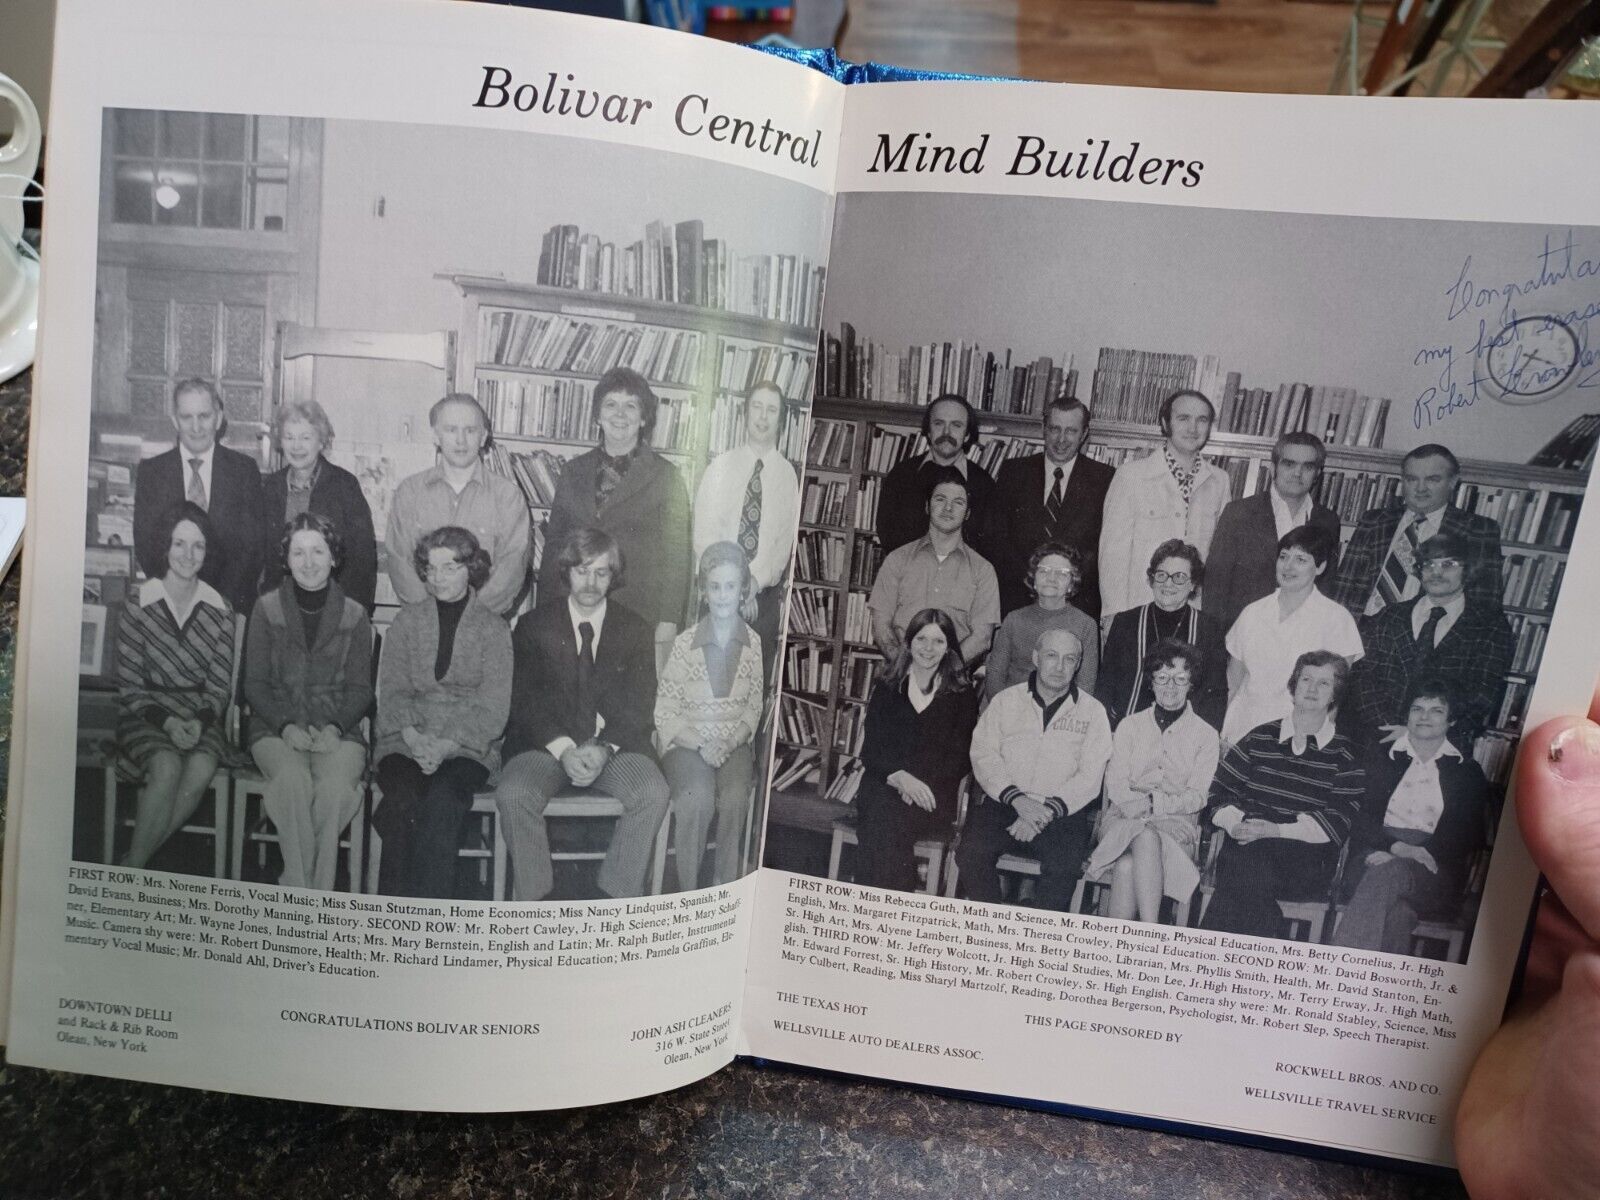 Bolivar Central Mind Builders
my best
Robert
COACH
FIRST ROW: Mrs. Norene Ferris, Vocal Music; Miss Susan Stutzman, Home Economics; Miss Nancy Lindquist, Spanish; Mr.
David Evans, Business; Mrs. Dorothy Manning, History. SECOND ROW: Mr. Robert Cawley, Jr. High Science; Mrs. Mary
ner, Elementary Art; Mr. Wayne Jones, Industrial Arts; Mrs. Mary Bernstein, English and Latin; Mr. Ralph Butler, Instrumental
Music. Camera shy were: Mr. Robert Dunsmore, Health; Mr. Richard Lindamer, Physical Education; Mrs. Pamela Graffius, Ele-
mentary Vocal Music; Mr. Donald Ahl, Driver's Education.
DOWNTOWN DELLI
and Rack & Rib Room
Olean, New York
CONGRATULATIONS BOLIVAR SENIORS
JOHN ASH CLEANERS
316 W. State Street
Olean, New York
FIRST ROW: Miss Rebecca Guth, Math and Science, Mr. Robert Dunning, Physical Education, Mrs. Betty Cornelius, Jr. High
English, Mrs. Margaret Fitzpatrick, Math, Mrs. Theresa Crowley, Physical Education. SECOND ROW: Mr. David Bosworth, Jr. &
Sr. High Art, Mrs. Alyene Lambert, Business, Mrs. Betty Bartoo, Librarian, Mrs. Phyllis Smith, Health, Mr. David Stanton, En-
glish. THIRD ROW: Mr. Jeffery Wolcott, Jr. High Social Studies, Mr. Don Lee, Jr.High History, Mr. Terry Erway, Jr. High Math,
Mr. Edward Forrest, Sr. High History, Mr. Robert Crowley, Sr. High English. Camera shy were: Mr. Ronald Stabley, Science, Miss
Mary Culbert, Reading, Miss Sharyl Martzolf, Reading, Dorothea Bergerson, Psychologist, Mr. Robert Slep, Speech Therapist.
THE TEXAS HOT
WELLSVILLE AUTO DEALERS ASSOC.
THIS PAGE SPONSORED BY
ROCKWELL BROS. AND CO.
WELLSVILLE TRAVEL SERVICE